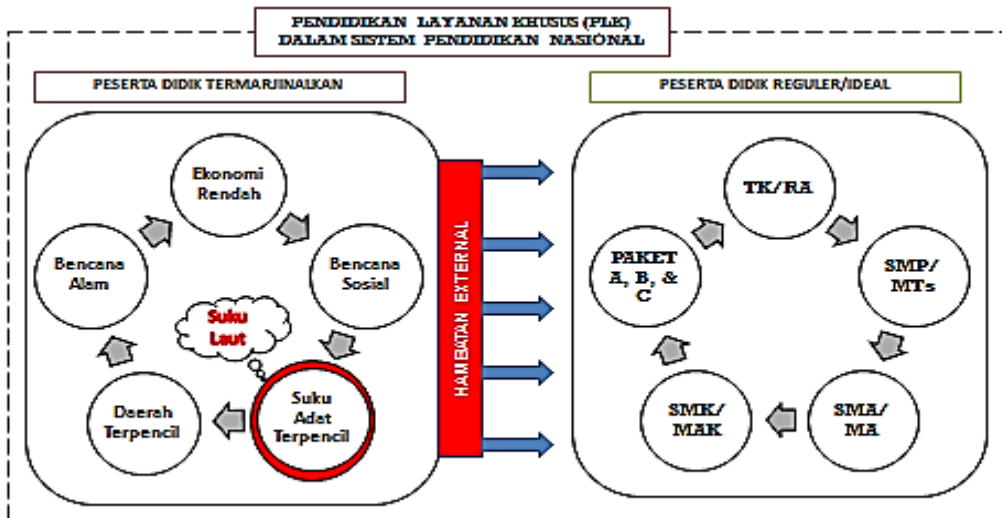 PENDIDIKAN LAYANAN KHUSUS (PLK)
DALAM SISTEM PENDIDIKAN NASIONAL
PESERTA DIDIK TERMARJINALKAN
Ekonomi
Rendah
Bencana
Sosial
Suku
Adat
Terpencil
Daerah
Terpencil
Bencana
Alam
Suku
Laut
HAMBATAN EXTERNAL
PESERTA DIDIK REGULER/IDEAL
TK/RA
SMP/
MTs
SMA/
MA
SMK/
MAK
PAKET
A, B, &
C